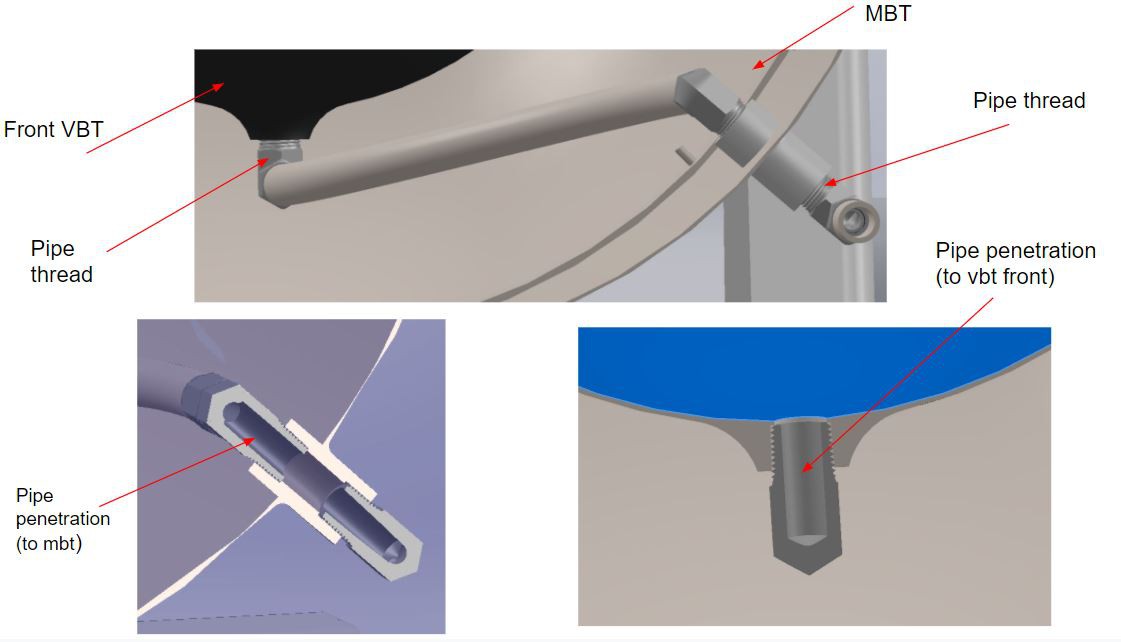 MBT
Pipe thread
Front VBT
Pipe
thread
Pipe penetration
(to vbt front)
Pipe
penetration
(to mbt)